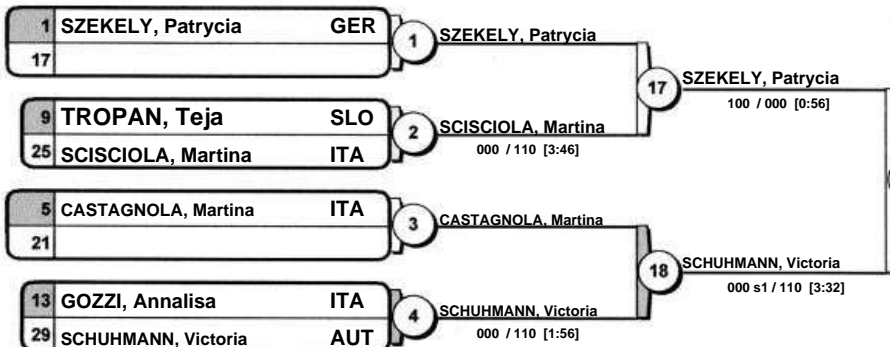 1 SZEKELY, Patrycia GER
17
1 SZEKELY, Patrycia
9 TROPAN, Teja SLO
25 SCISCIOLA, Martina ITA
2 SCISCIOLA, Martina
000 / 110 [3:46]
17 SZEKELY, Patrycia
100 / 000 [0:56]
5 CASTAGNOLA, Martina ITA
21
3 CASTAGNOLA, Martina
13 GOZZI, Annalisa ITA
29 SCHUHMANN, Victoria AUT
4 SCHUHMANN, Victoria
000 / 110 [1:56]
18 SCHUHMANN, Victoria
000 s1 / 110 [3:32]